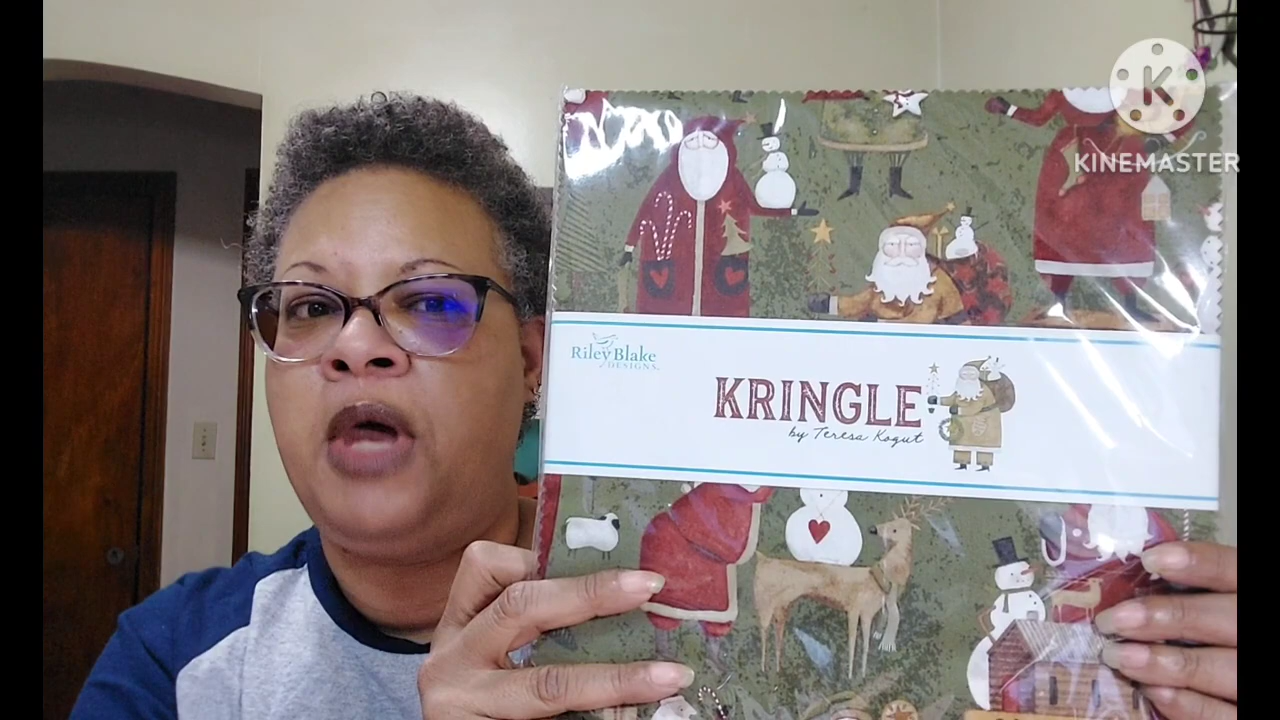 K
KINEMASTER
Riley Blake
DESIGNS.
KRINGLE
by Teresa Kogut